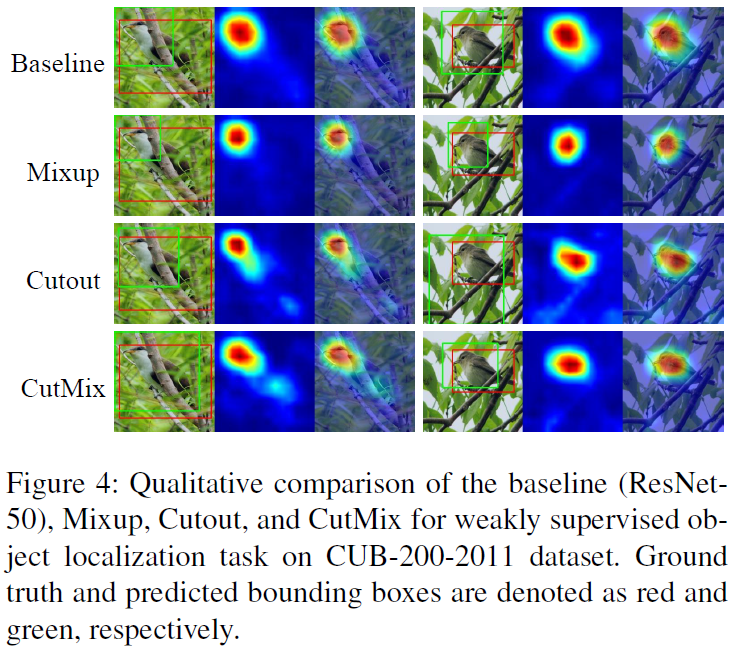 Baseline
Mixup
Cutout
CutMix
Figure 4: Qualitative comparison of the baseline (ResNet-
50), Mixup, Cutout, and CutMix for weakly supervised ob-
ject localization task on CUB-200-2011 dataset. Ground
truth and predicted bounding boxes are denoted as red and
green, respectively.